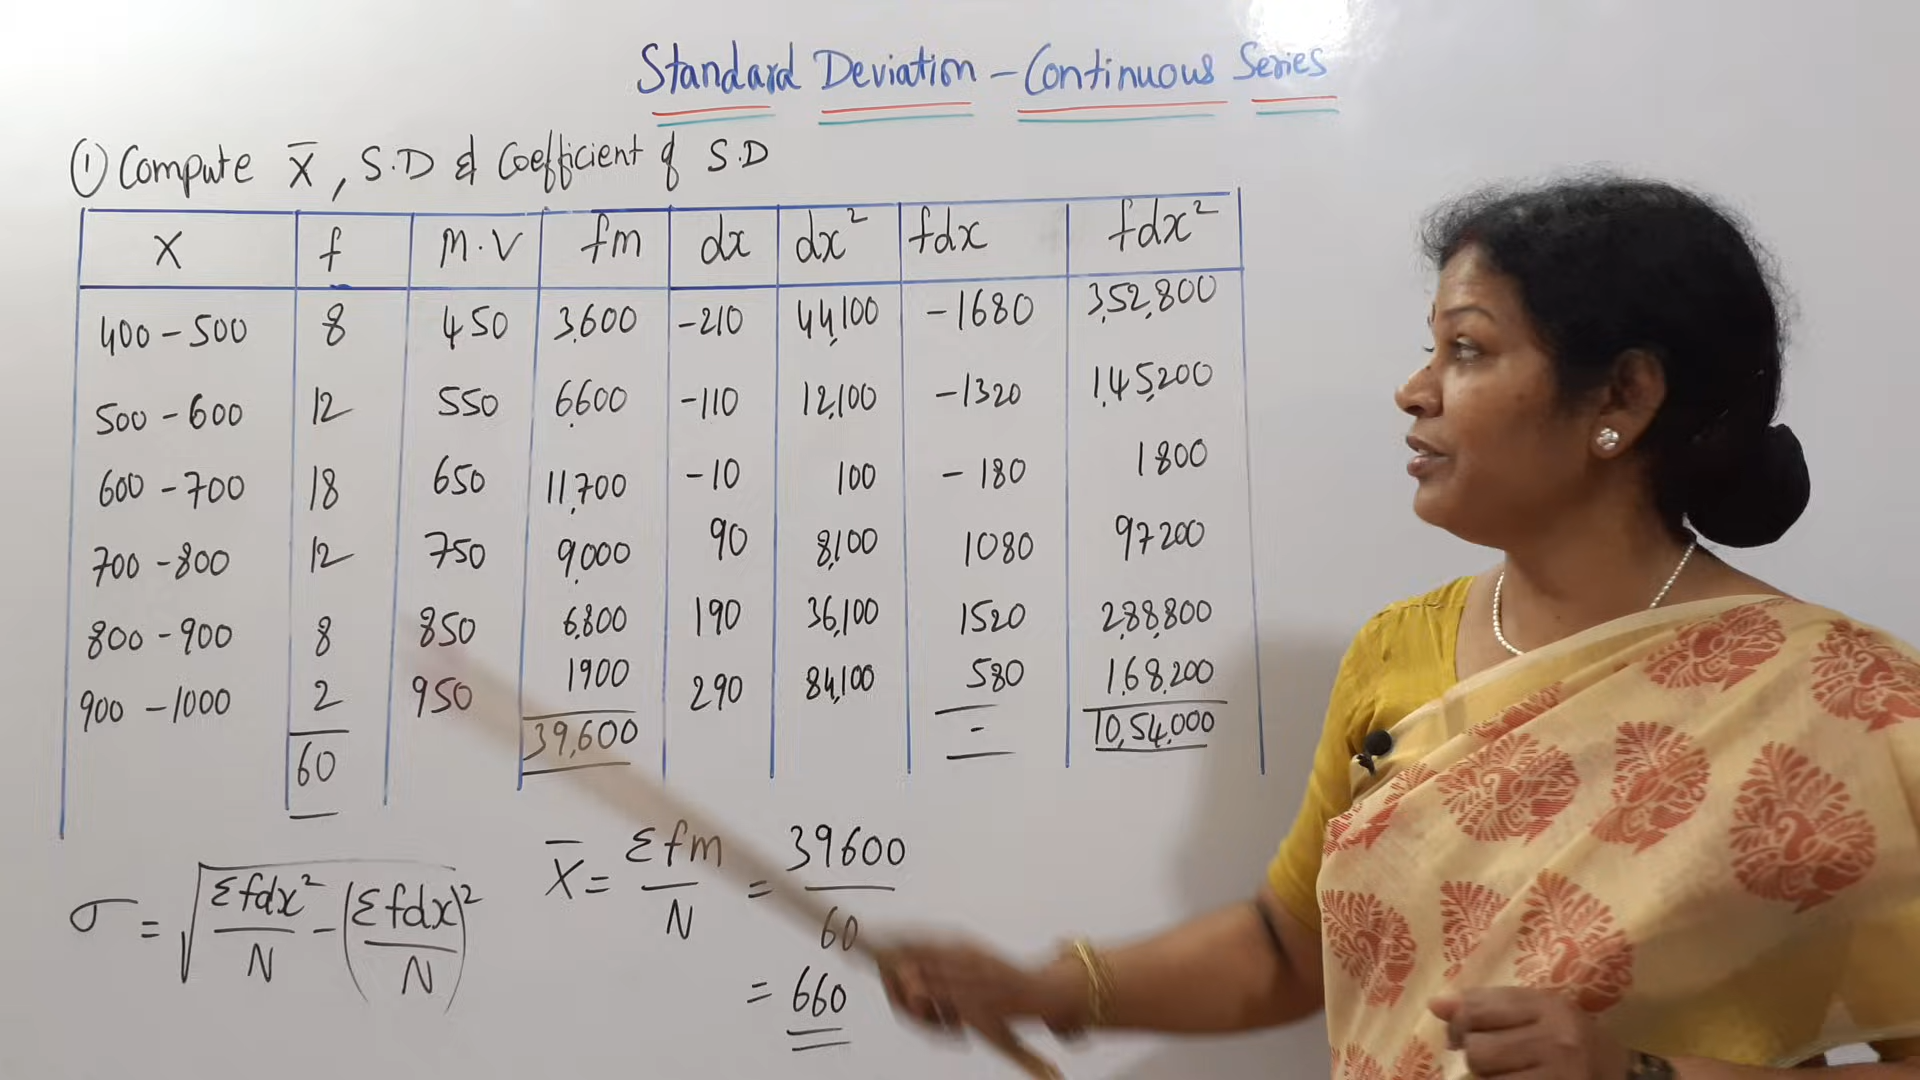 Standard Deviation - Continuous Series
① Compute X̄, S.D & Coefficient of S.D
X f M.V fm dx dx² fdx fdx²
400 - 500 8 450 3,600 -210 44,100 -1680 3,52,800
500 - 600 12 550 6,600 -110 12,100 -1320 1,45,200
600 - 700 18 650 11,700 -10 100 -180 1800
700 - 800 12 750 9,000 90 8,100 1080 97,200
800 - 900 8 850 6,800 190 36,100 1520 2,88,800
900 - 1000 2 950 1900 290 84,100 580 1,68,200
60 39,600 - 10,54,000
σ = √(Σfdx²/N - (Σfdx/N)²)
X̄ = Σfm/N = 39600/60
= 660